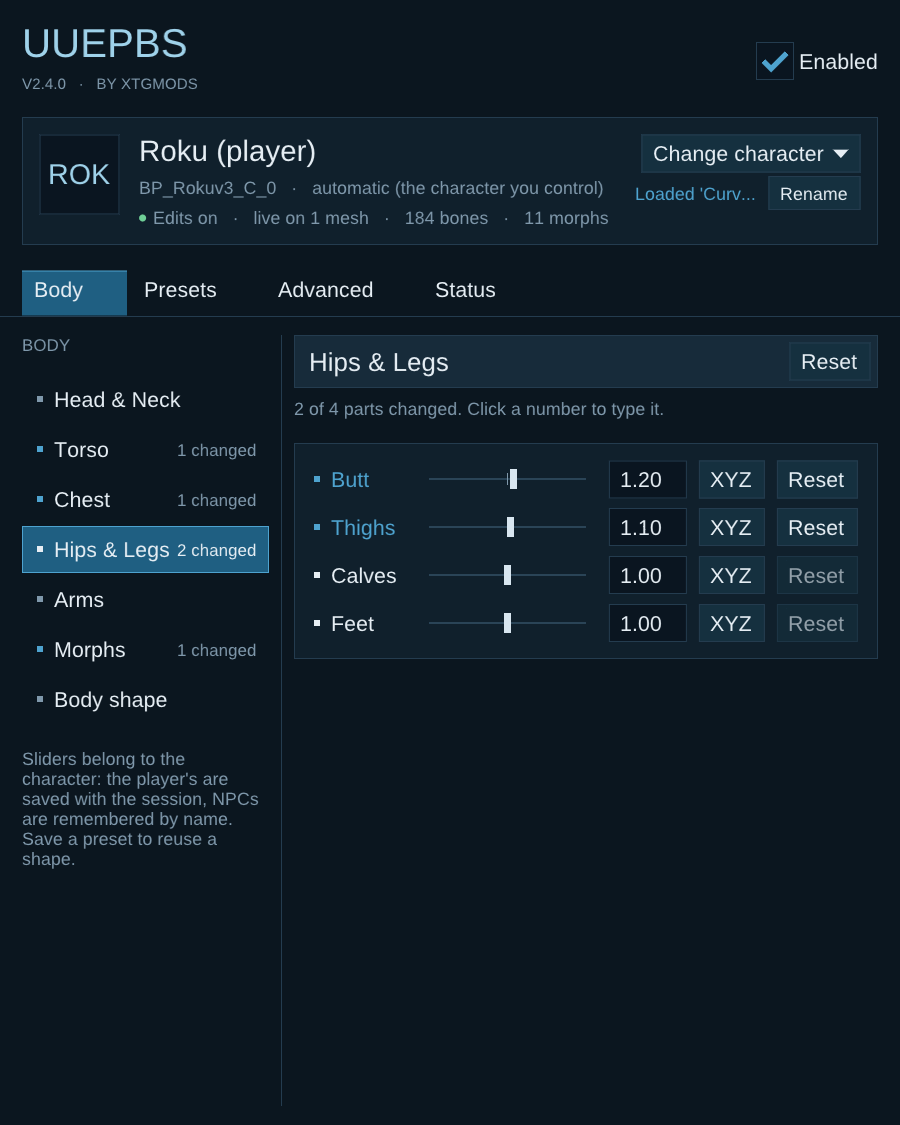 UUEPBS
V2.4.0 · BY XTGMODS
Enabled
ROK
Roku (player)
BP_Rokuv3_C_0 · automatic (the character you control)
Edits on · live on 1 mesh · 184 bones · 11 morphs
Change character
Loaded 'Curv... Rename
Body Presets Advanced Status
BODY
Head & Neck
Torso 1 changed
Chest 1 changed
Hips & Legs 2 changed
Arms
Morphs 1 changed
Body shape
Sliders belong to the
character: the player's are
saved with the session, NPCs
are remembered by name.
Save a preset to reuse a
shape.
Hips & Legs Reset
2 of 4 parts changed. Click a number to type it.
Butt 1.20 XYZ Reset
Thighs 1.10 XYZ Reset
Calves 1.00 XYZ Reset
Feet 1.00 XYZ Reset